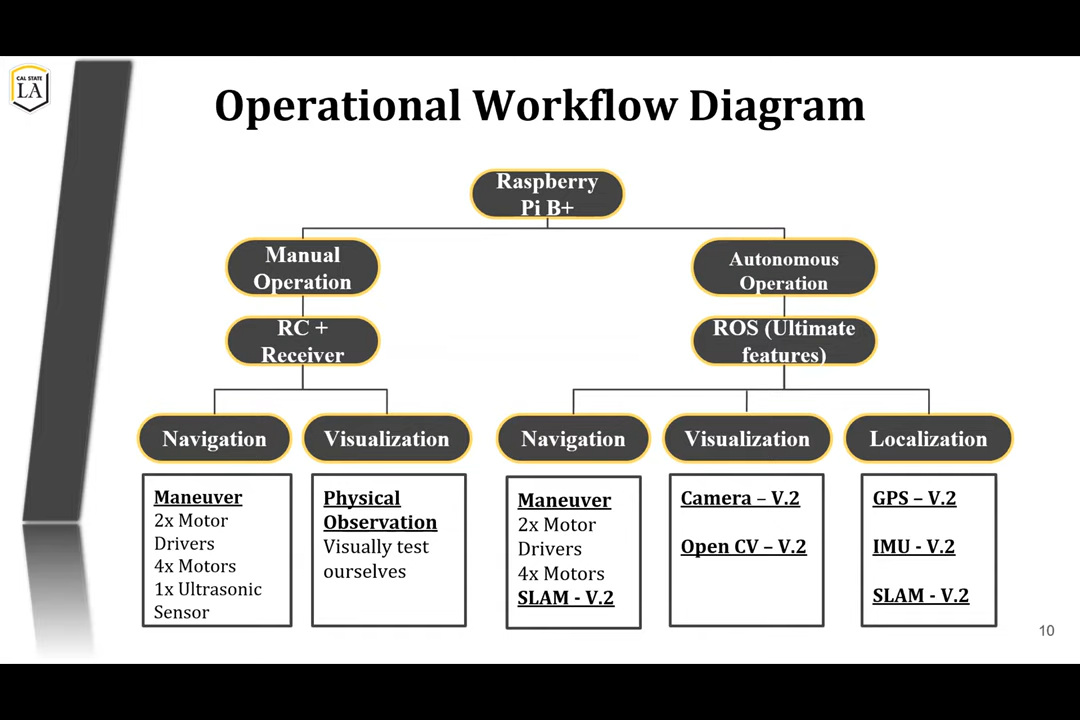 CAL STATE
LA
Operational Workflow Diagram
Raspberry
Pi B+
Manual
Operation
Autonomous
Operation
RC +
Receiver
ROS (Ultimate
features)
Navigation
Visualization
Navigation
Visualization
Localization
Maneuver
2x Motor
Drivers
4x Motors
1x Ultrasonic
Sensor
Physical
Observation
Visually test
ourselves
Maneuver
2x Motor
Drivers
4x Motors
SLAM - V.2
Camera – V.2
Open CV – V.2
GPS – V.2
IMU - V.2
SLAM - V.2
10